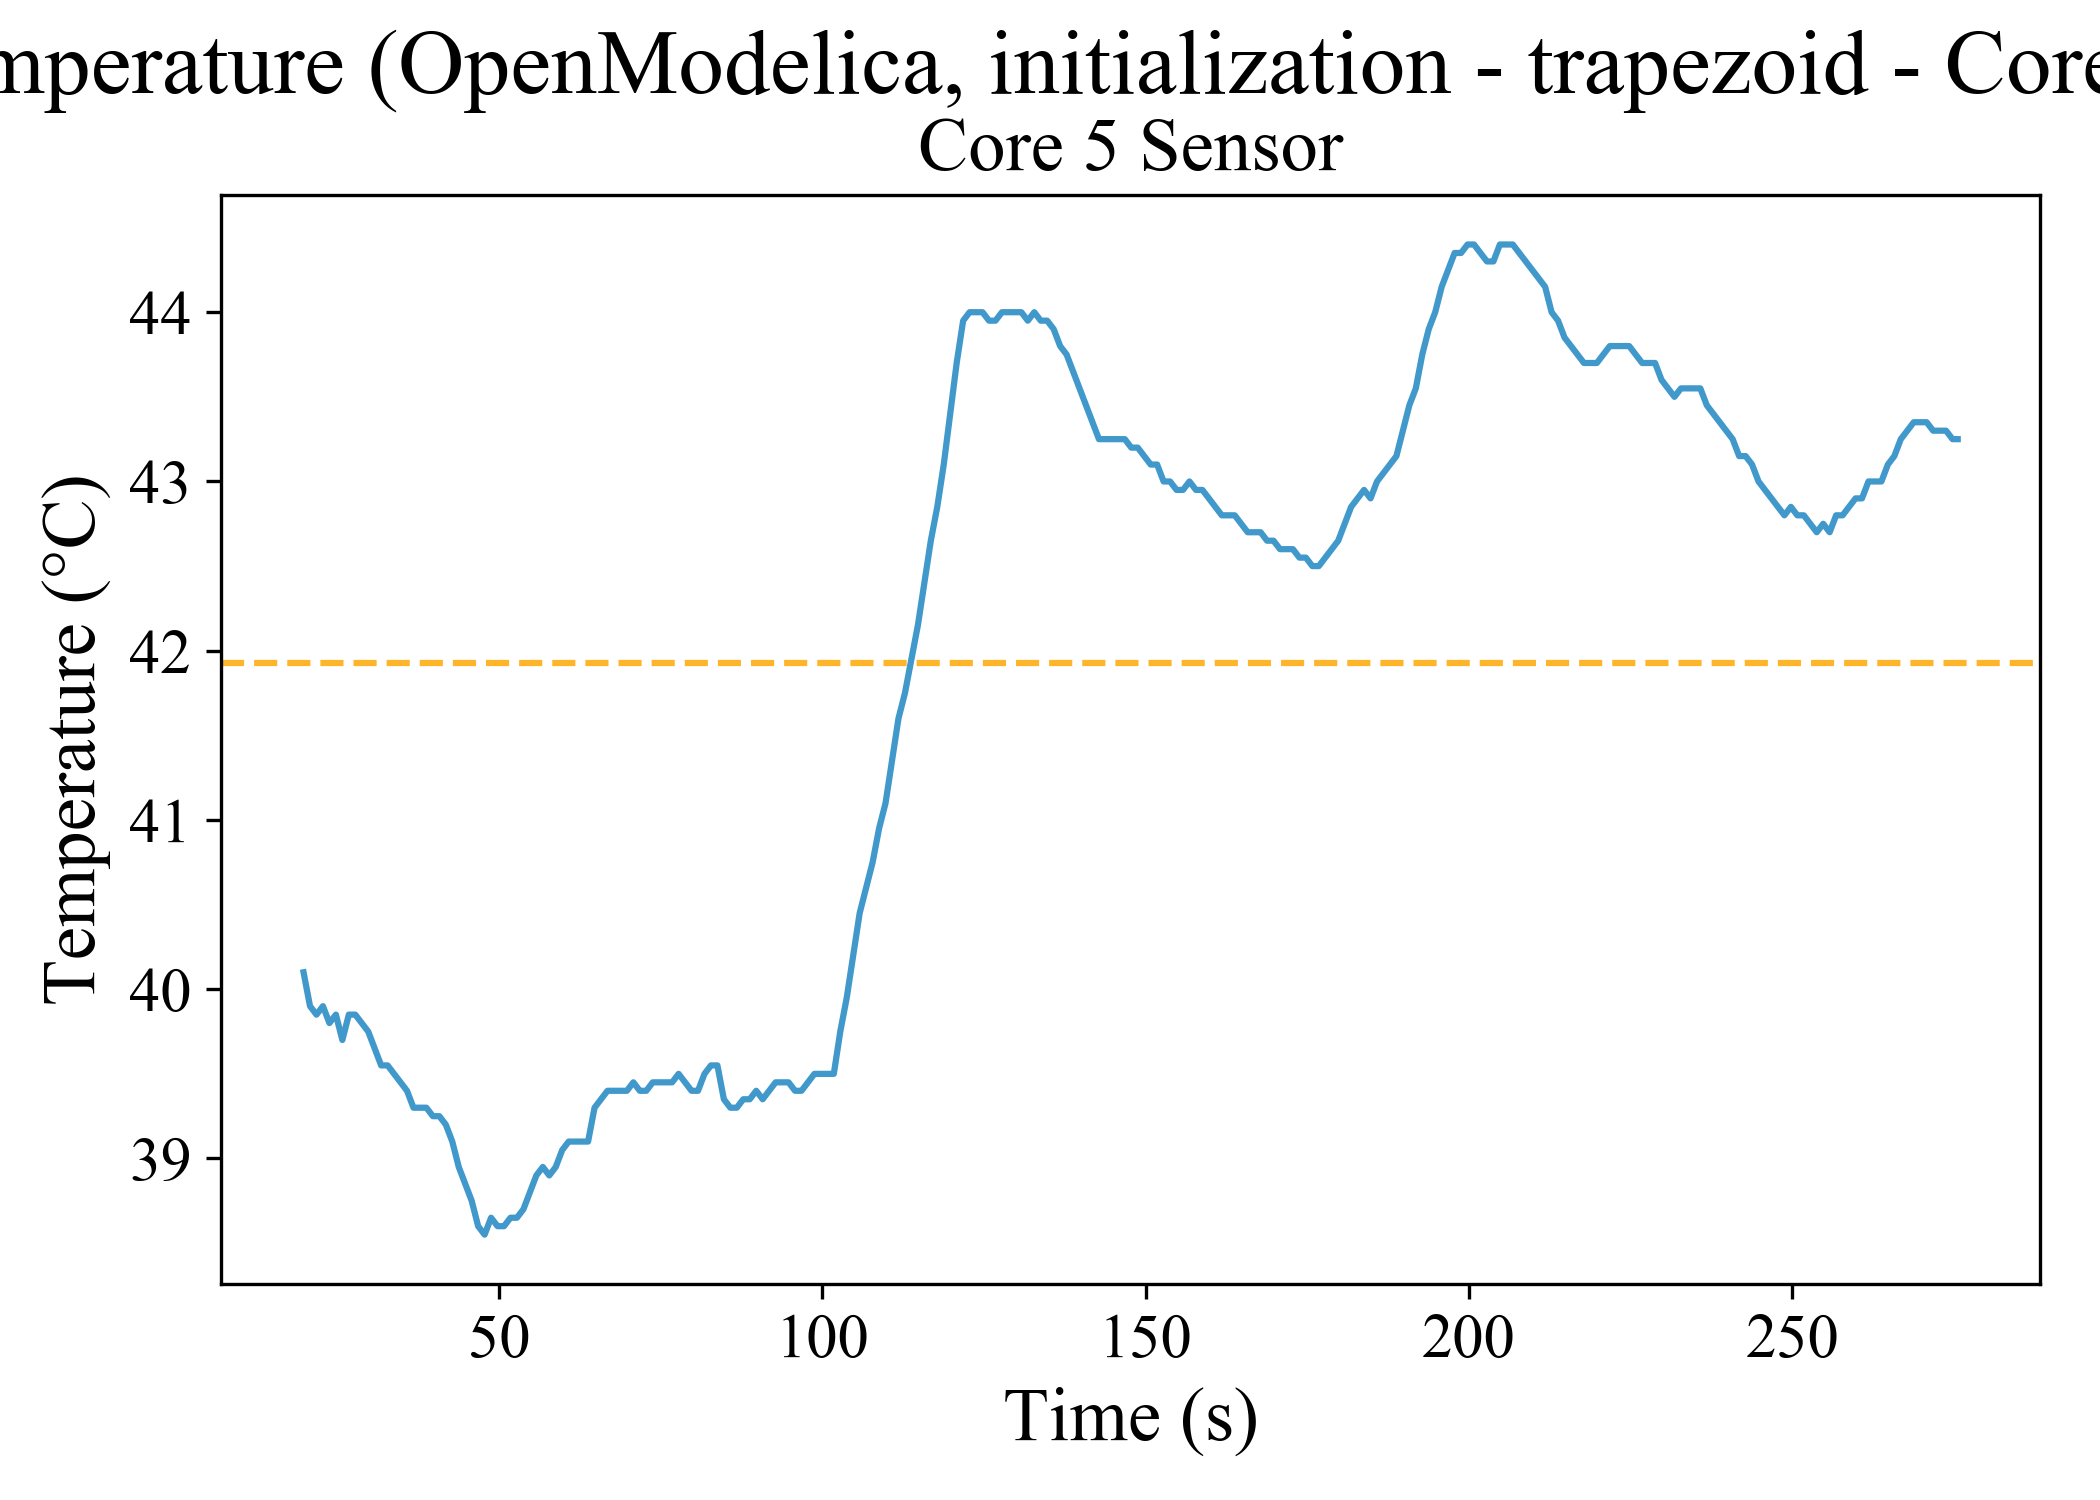 mperature (OpenModelica, initialization - trapezoid - Core
Core 5 Sensor
44
43
42
41
40
39
Temperature (°C)
50 100 150 200 250
Time (s)